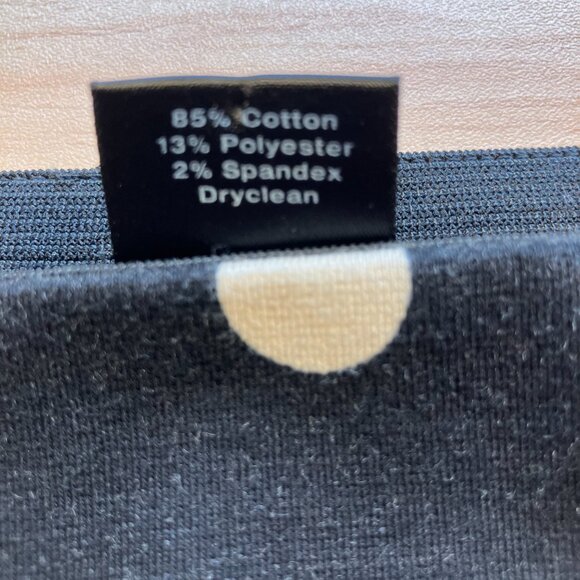 85% Cotton
13% Polyester
2% Spandex
Dryclean